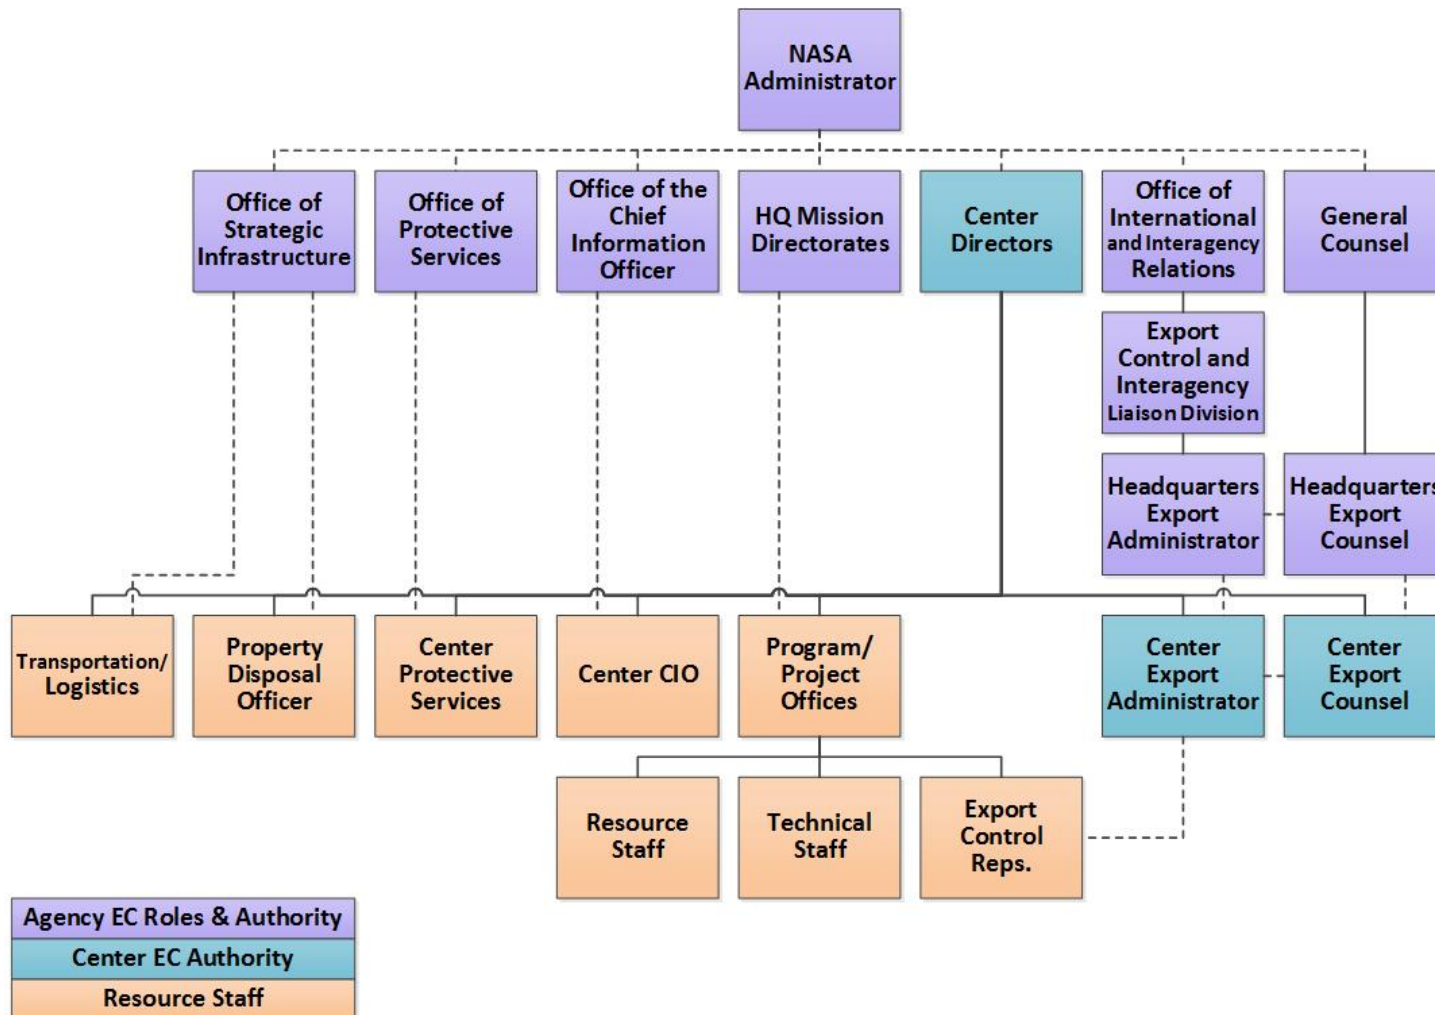 NASA
Administrator
Office of
Strategic
Infrastructure
Office of
Protective
Services
Office of the
Chief
Information
Officer
HQ Mission
Directorates
Center
Directors
Office of
International
and Interagency
Relations
General
Counsel
Export
Control and
Interagency
Liaison Division
Headquarters
Export
Administrator
Headquarters
Export
Counsel
Transportation/
Logistics
Property
Disposal
Officer
Center
Protective
Services
Center CIO
Program/
Project
Offices
Center
Export
Administrator
Center
Export
Counsel
Resource
Staff
Technical
Staff
Export
Control
Reps.
Agency EC Roles & Authority
Center EC Authority
Resource Staff